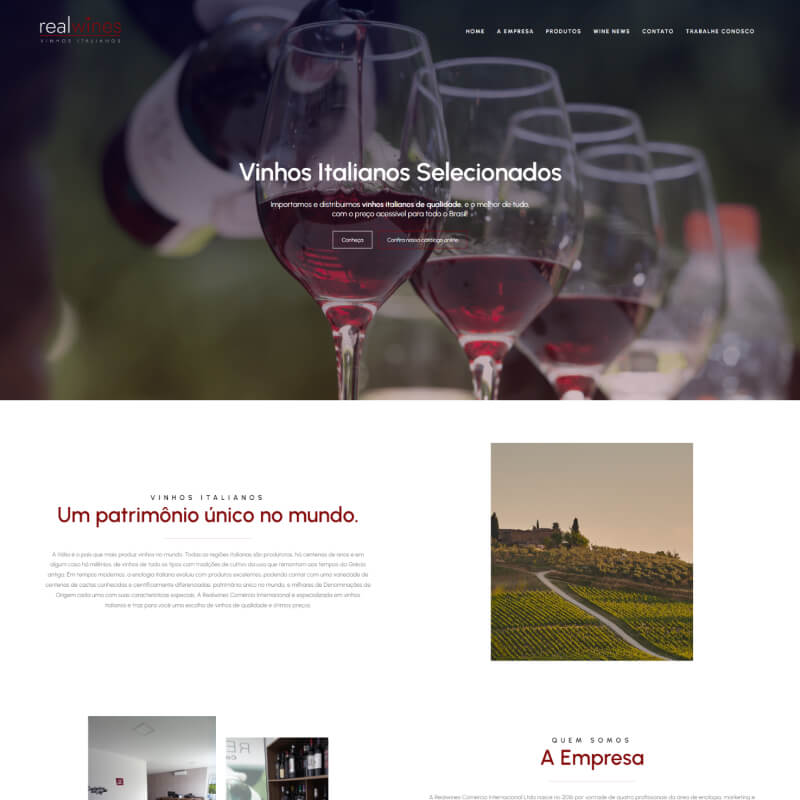 realwines
VINHOS ITALIANOS
HOME
A EMPRESA
PRODUTOS
WINE NEWS
CONTATO
TRABALHE CONOSCO
Vinhos Italianos Selecionados
Importamos e distribuimos vinhos italianos de qualidade, e o melhor de tudo,
com o preço acessível para todo o Brasil!
Conheça
Confira nosso catálogo online
VINHOS ITALIANOS
Um patrimônio único no mundo.
A Itália é o país que mais produz vinhos no mundo. Todas as regiões italianas são produtoras, há centenas de anos e em
algum caso há milênios, de vinhos de todo os tipos com tradições de cultivo da uva que remontam aos tempos da Grécia
antiga. Em tempos modernos, a enologia italiana evoluiu com produtos excelentes, podendo contar com uma variedade de
centenas de castas conhecidas e cientificamente diferenciadas: patrimônio único no mundo, e milhares de Denominações de
Origem cada uma com suas características especiais. A Realwines Comércio Internacional é especializada em vinhos
italianos e traz para você uma escolha de vinhos de qualidade e ótimos preços.
QUEM SOMOS
A Empresa
A Realwines Comércio Internacional Ltda nasce no 2016 por vontade de quatro profissionais da área de enologia, marketing e